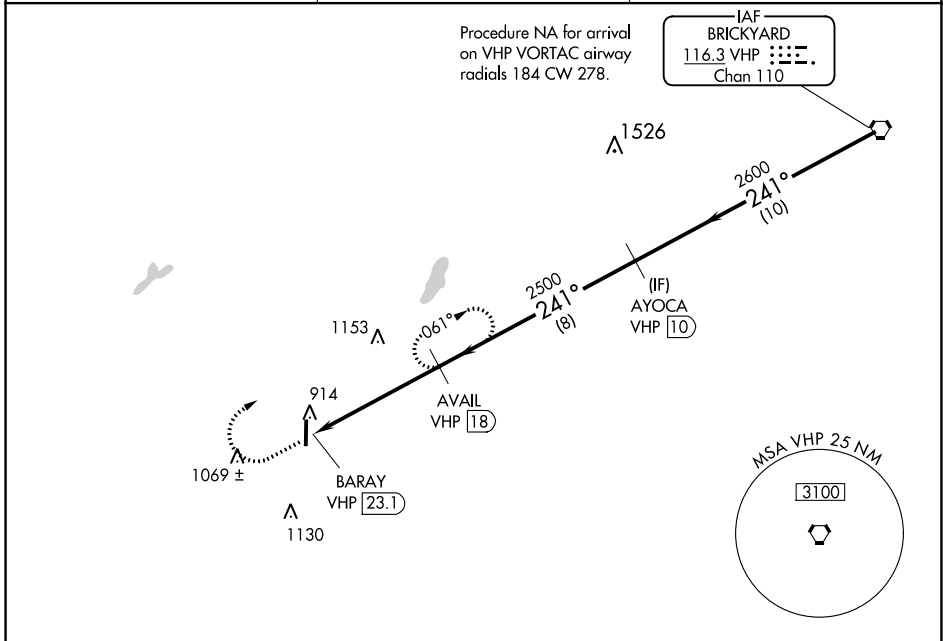 Procedure NA for arrival
on VHP VORTAC airway
radials 184 CW 278.
IAF
BRICKYARD
116.3 VHP
Chan 110
1526
2600
241°
(10)
2500
241°
(8)
(IF)
AYOCA
VHP 10
061°
1153
AVAIL
VHP 18
914
1069 ±
BARAY
VHP 23.1
1130
MSA VHP 25 NM
3100